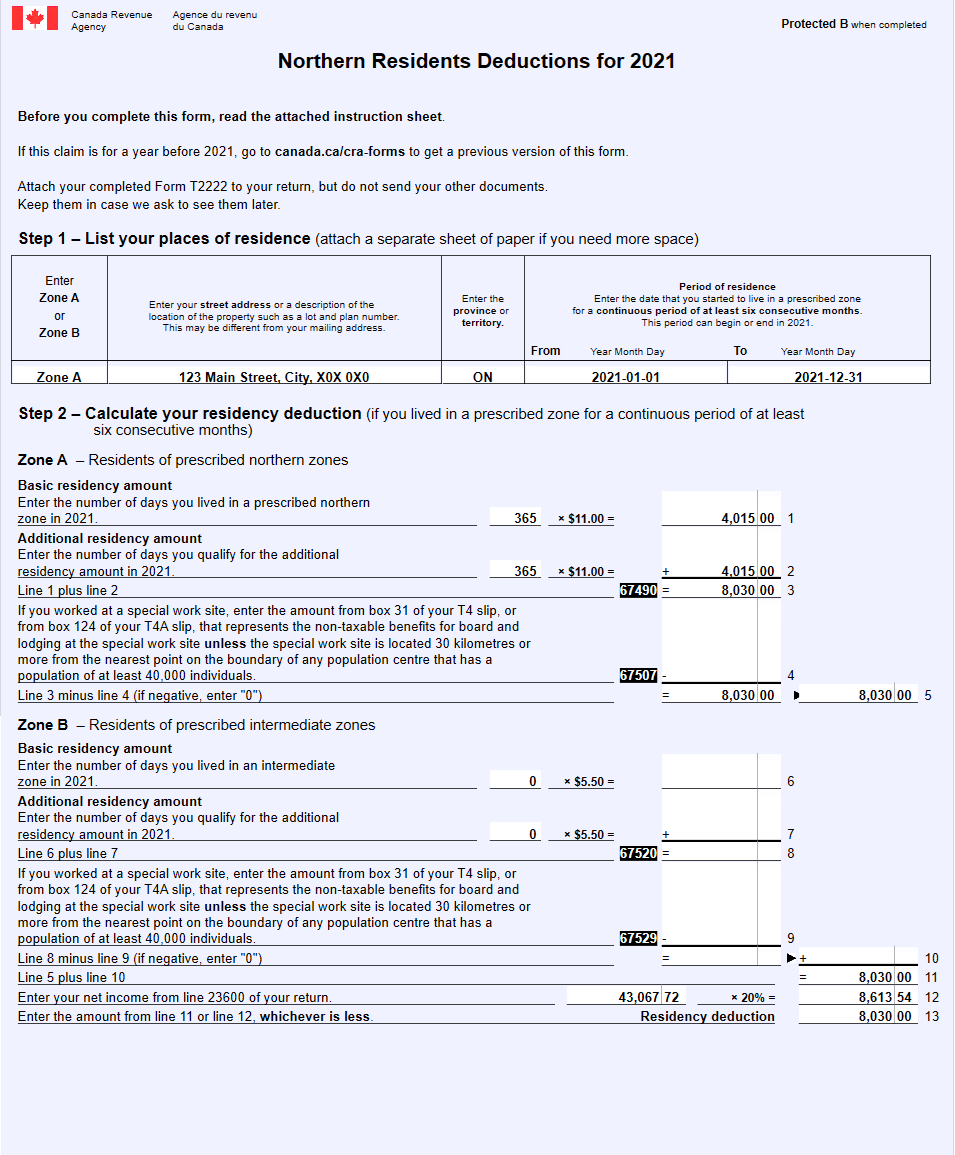 Canada Revenue Agence du revenu
Agency du Canada
Protected B when completed
Northern Residents Deductions for 2021
Before you complete this form, read the attached instruction sheet.
If this claim is for a year before 2021, go to canada.ca/cra-forms to get a previous version of this form.
Attach your completed Form T2222 to your return, but do not send your other documents.
Keep them in case we ask to see them later.
Step 1 – List your places of residence (attach a separate sheet of paper if you need more space)
Enter
Zone A
or
Zone B
Enter your street address or a description of the
location of the property such as a lot and plan number.
This may be different from your mailing address.
Enter the
province or
territory.
Period of residence
Enter the date that you started to live in a prescribed zone
for a continuous period of at least six consecutive months.
This period can begin or end in 2021.
From Year Month Day To Year Month Day
Zone A 123 Main Street, City, X0X 0X0 ON 2021-01-01 2021-12-31
Step 2 – Calculate your residency deduction (if you lived in a prescribed zone for a continuous period of at least
six consecutive months)
Zone A – Residents of prescribed northern zones
Basic residency amount
Enter the number of days you lived in a prescribed northern
zone in 2021. 365 × $11.00 = 4,015 00 1
Additional residency amount
Enter the number of days you qualify for the additional
residency amount in 2021. 365 × $11.00 = + 4,015 00 2
Line 1 plus line 2 67490 = 8,030 00 3
If you worked at a special work site, enter the amount from box 31 of your T4 slip, or
from box 124 of your T4A slip, that represents the non-taxable benefits for board and
lodging at the special work site unless the special work site is located 30 kilometres or
more from the nearest point on the boundary of any population centre that has a
population of at least 40,000 individuals. 67507 - 4
Line 3 minus line 4 (if negative, enter "0") = 8,030 00 ▶ 8,030 00 5
Zone B – Residents of prescribed intermediate zones
Basic residency amount
Enter the number of days you lived in an intermediate
zone in 2021. 0 × $5.50 = 6
Additional residency amount
Enter the number of days you qualify for the additional
residency amount in 2021. 0 × $5.50 = + 7
Line 6 plus line 7 67520 = 8
If you worked at a special work site, enter the amount from box 31 of your T4 slip, or
from box 124 of your T4A slip, that represents the non-taxable benefits for board and
lodging at the special work site unless the special work site is located 30 kilometres or
more from the nearest point on the boundary of any population centre that has a
population of at least 40,000 individuals. 67529 - 9
Line 8 minus line 9 (if negative, enter "0") = ▶ + 10
Line 5 plus line 10 = 8,030 00 11
Enter your net income from line 23600 of your return. 43,067 72 × 20% = 8,613 54 12
Enter the amount from line 11 or line 12, whichever is less. Residency deduction 8,030 00 13